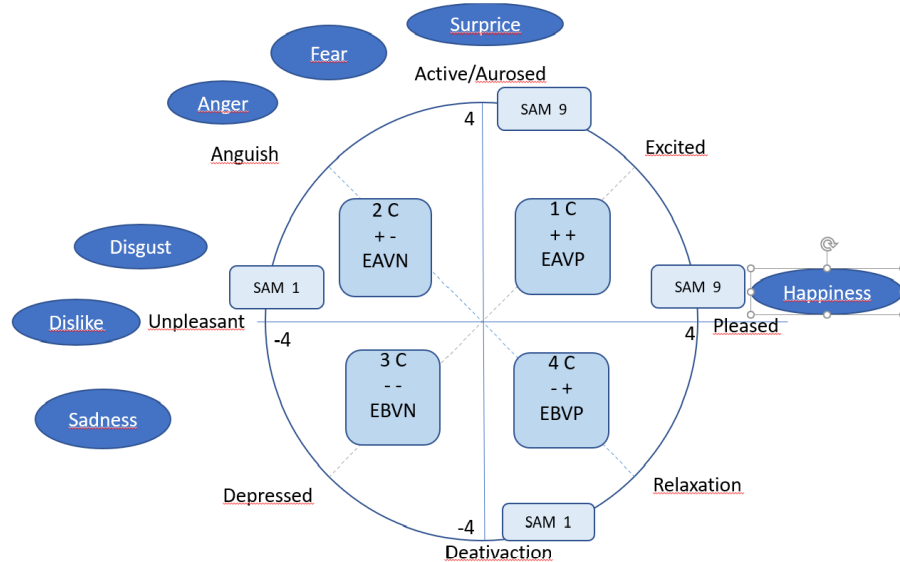 Surprice
Fear
Active/Aurosed
Anger
SAM 9
4
Anguish
Excited
2 C
+ -
EAVN
1 C
+ +
EAVP
Disgust
SAM 1
SAM 9
Happiness
Dislike
Unpleasant
-4
4
Pleased
3 C
- -
EBVN
4 C
- +
EBVP
Sadness
Depressed
Relaxation
-4
SAM 1
Deativaction